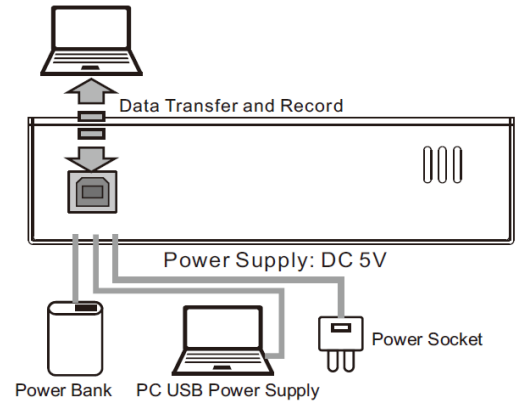 Data Transfer and Record
Power Supply: DC 5V
Power Socket
Power Bank
PC USB Power Supply